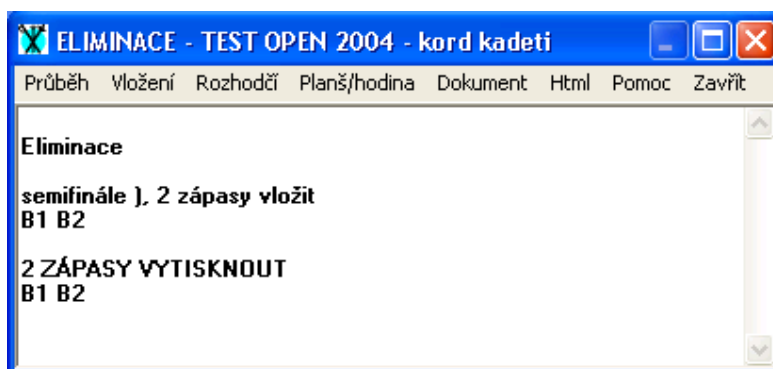 ELIMINACE - TEST OPEN 2004 - kord kadeti
Průběh Vložení Rozhodčí Planš/hodina Dokument Html Pomoc Zavřít
Eliminace
semifinále ), 2 zápasy vložit
B1 B2
2 ZÁPASY VYTISKNOUT
B1 B2